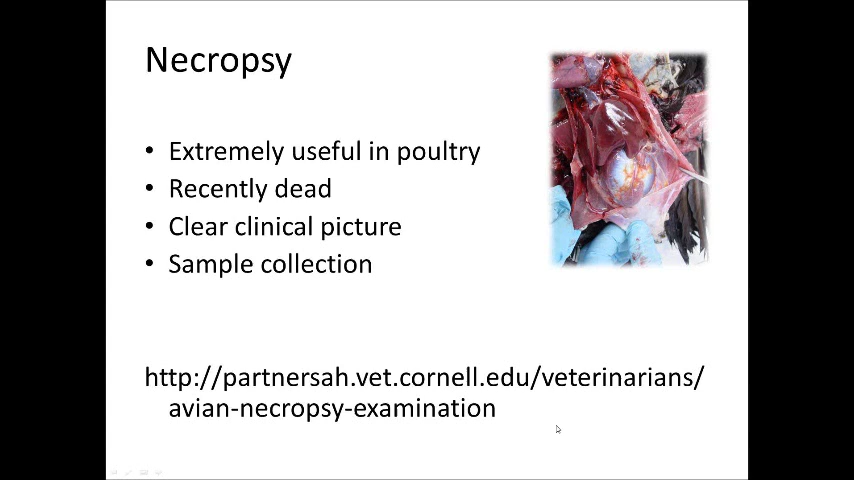 Necropsy
• Extremely useful in poultry
• Recently dead
• Clear clinical picture
• Sample collection
http://partnersah.vet.cornell.edu/veterinarians/
avian-necropsy-examination